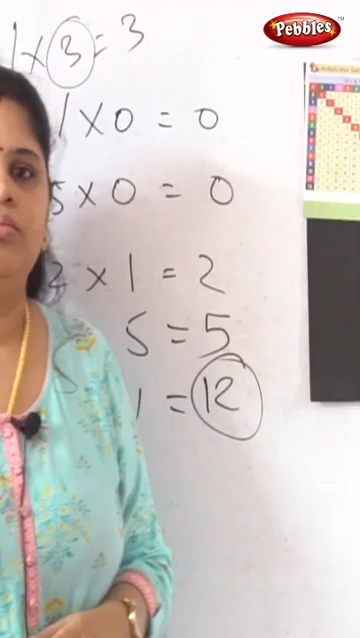 Pebbles
1 x 3 = 3
1 x 0 = 0
5 x 0 = 0
2 x 1 = 2
5 = 5
1 = 12